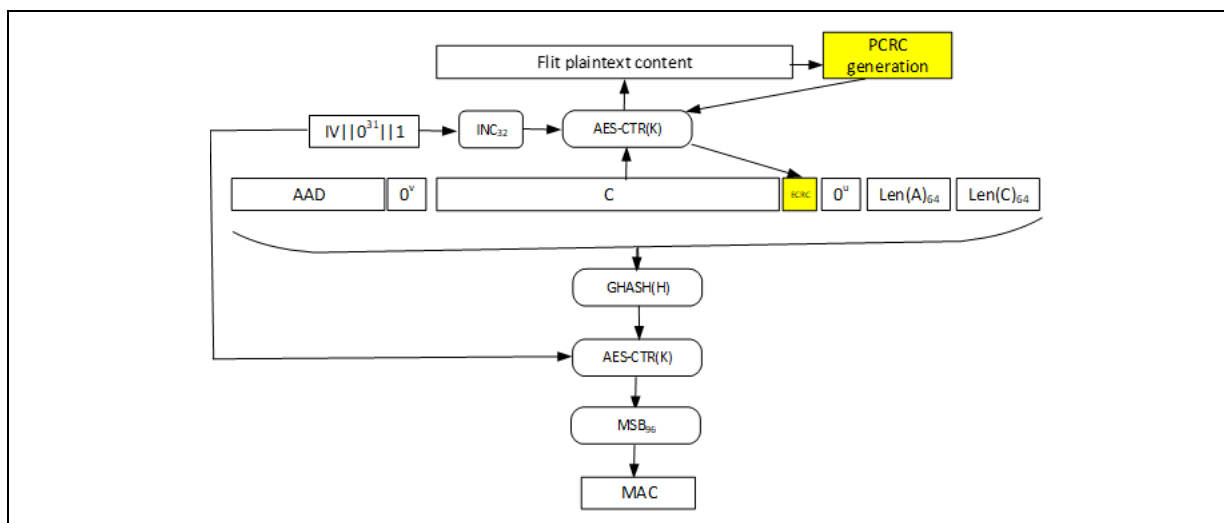 Flit plaintext content
PCRC
generation
IV||0³¹||1
INC₃₂
AES-CTR(K)
AAD
0ᵛ
C
ECRC
0ᵘ
Len(A)₆₄
Len(C)₆₄
GHASH(H)
AES-CTR(K)
MSB₉₆
MAC